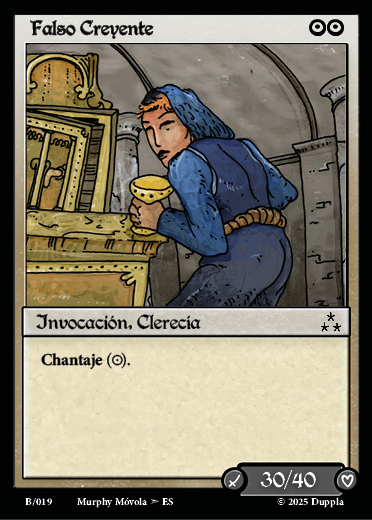 Falso Creyente
Invocación, Clerecía
Chantaje (⊙).
30/40
B/019 Murphy Móvola ➣ ES © 2025 Duppla